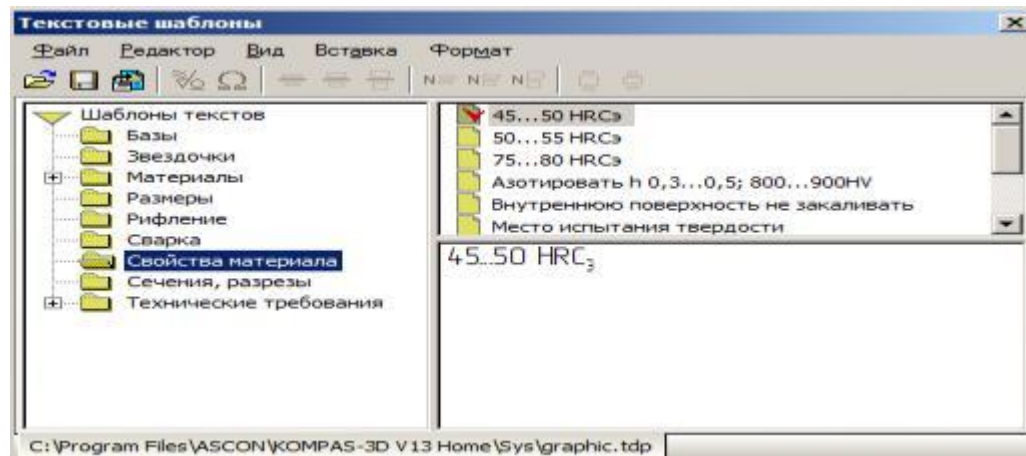 Текстовые шаблоны
Файл Редактор Вид Вставка Формат
N N N
Шаблоны текстов
Базы
Звездочки
Материалы
Размеры
Рифление
Сварка
Свойства материала
Сечения, разрезы
Технические требования
45...50 HRCэ
50...55 HRCэ
75...80 HRCэ
Азотировать h 0,3...0,5; 800...900HV
Внутреннюю поверхность не закаливать
Место испытания твердости
45...50 HRCэ
C:\Program Files\ASCON\KOMPAS-3D V13 Home\Sys\graphic.tdp